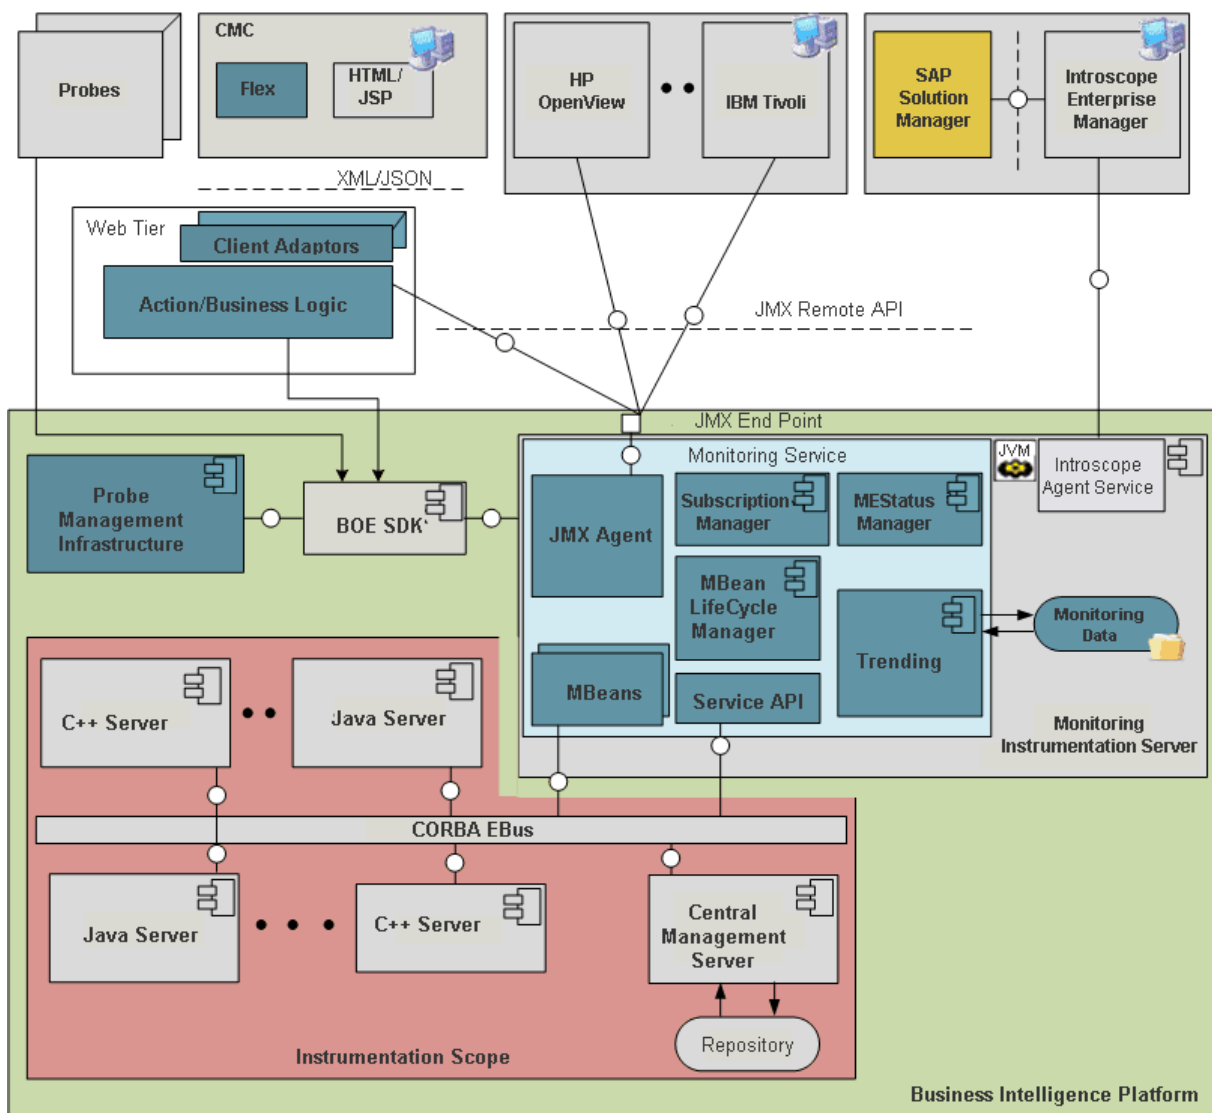 Probes
CMC
Flex
HTML/
JSP
HP
OpenView
IBM Tivoli
SAP
Solution
Manager
Introscope
Enterprise
Manager
XML/JSON
Web Tier
Client Adaptors
Action/Business Logic
JMX Remote API
JMX End Point
Probe
Management
Infrastructure
BOE SDK
Monitoring Service
JMX Agent
Subscription
Manager
MEStatus
Manager
MBean
LifeCycle
Manager
Trending
MBeans
Service API
JVM
Introscope
Agent Service
Monitoring
Data
Monitoring
Instrumentation Server
C++ Server
Java Server
CORBA EBus
Java Server
C++ Server
Central
Management
Server
Repository
Instrumentation Scope
Business Intelligence Platform